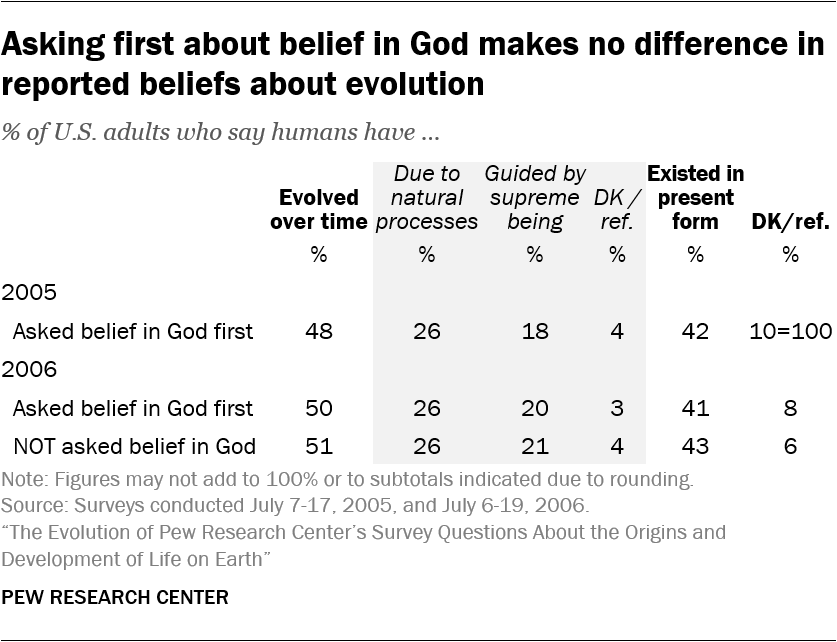 Asking first about belief in God makes no difference in
reported beliefs about evolution
% of U.S. adults who say humans have ...
Evolved over time Due to natural processes Guided by supreme being DK / ref. Existed in present form DK/ref.
% % % % % %
2005
Asked belief in God first 48 26 18 4 42 10=100
2006
Asked belief in God first 50 26 20 3 41 8
NOT asked belief in God 51 26 21 4 43 6
Note: Figures may not add to 100% or to subtotals indicated due to rounding.
Source: Surveys conducted July 7-17, 2005, and July 6-19, 2006.
“The Evolution of Pew Research Center’s Survey Questions About the Origins and
Development of Life on Earth”
PEW RESEARCH CENTER